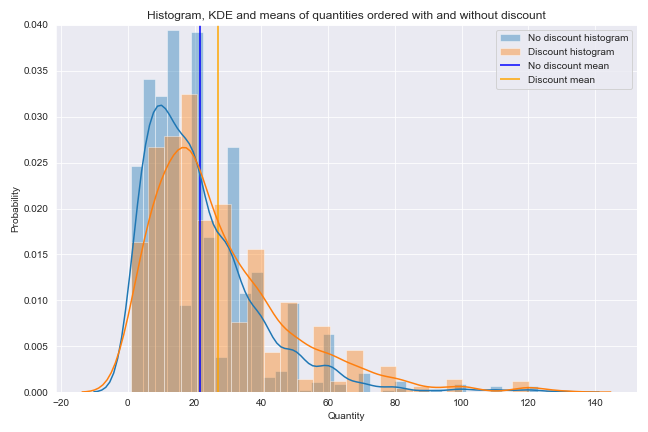 Histogram, KDE and means of quantities ordered with and without discount
No discount histogram
Discount histogram
No discount mean
Discount mean
0.040
0.035
0.030
0.025
0.020
0.015
0.010
0.005
0.000
Probability
−20 0 20 40 60 80 100 120 140
Quantity